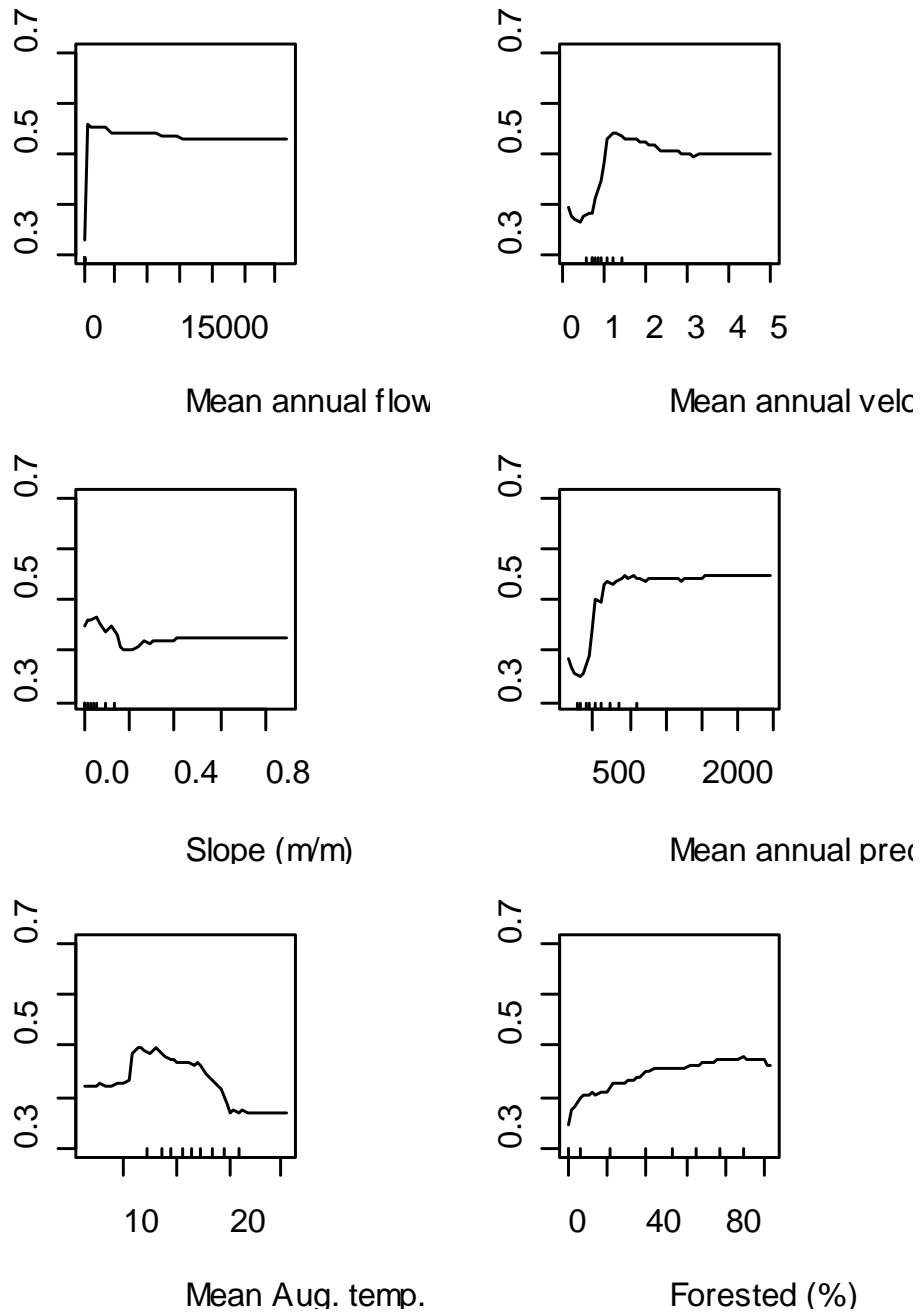 0.7
0.5
0.3
0 15000
Mean annual flow
0.7
0.5
0.3
0 1 2 3 4 5
Mean annual velo
0.7
0.5
0.3
0.0 0.4 0.8
Slope (m/m)
0.7
0.5
0.3
500 2000
Mean annual prec
0.7
0.5
0.3
10 20
Mean Aug. temp.
0.7
0.5
0.3
0 40 80
Forested (%)